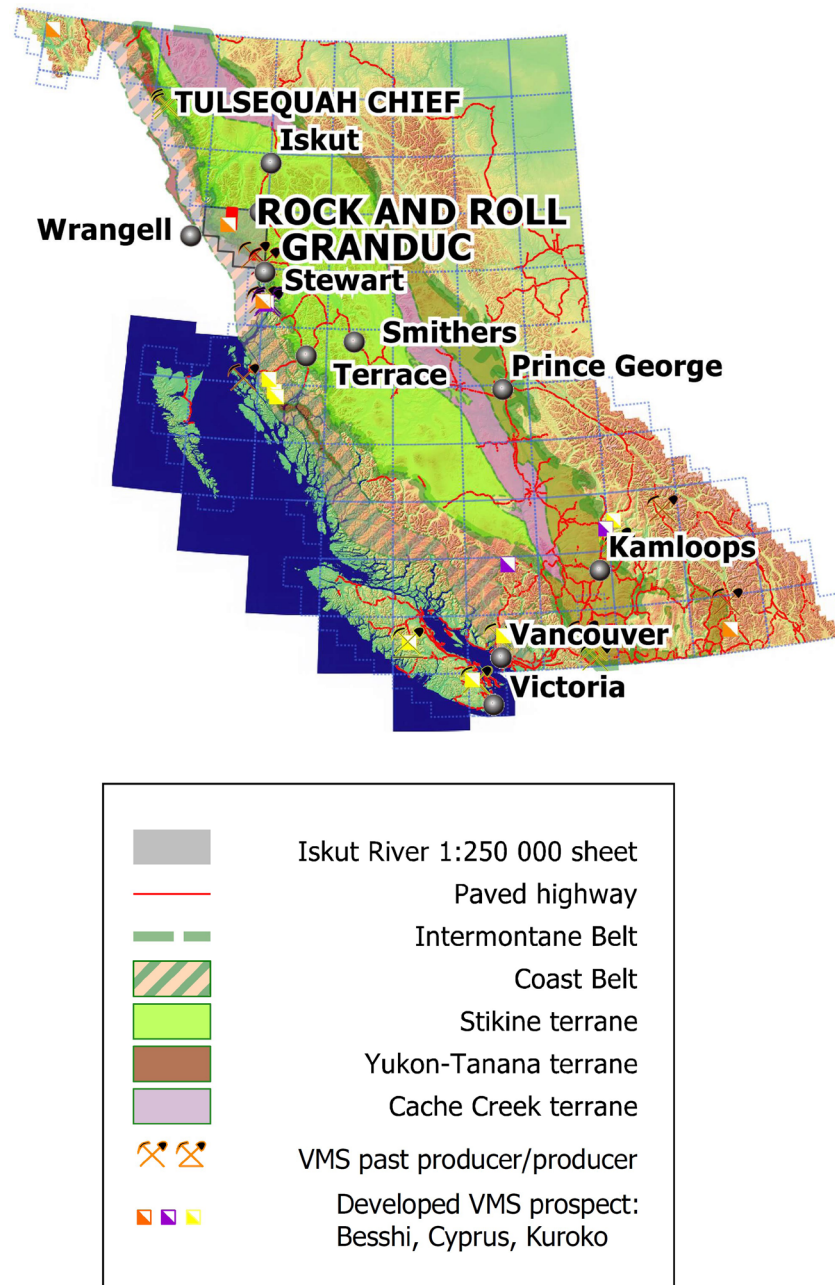 TULSEQUAH CHIEF
Iskut
ROCK AND ROLL
Wrangell
GRANDUC
Stewart
Smithers
Terrace
Prince George
Kamloops
Vancouver
Victoria
Iskut River 1:250 000 sheet
Paved highway
Intermontane Belt
Coast Belt
Stikine terrane
Yukon-Tanana terrane
Cache Creek terrane
VMS past producer/producer
Developed VMS prospect:
Besshi, Cyprus, Kuroko